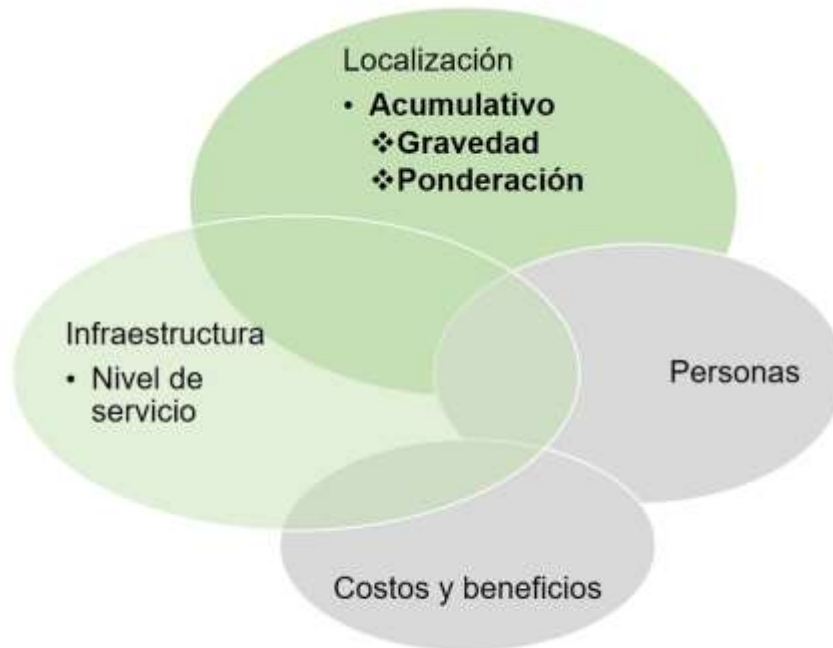 Localización
• Acumulativo
❖Gravedad
❖Ponderación
Infraestructura
• Nivel de
servicio
Personas
Costos y beneficios